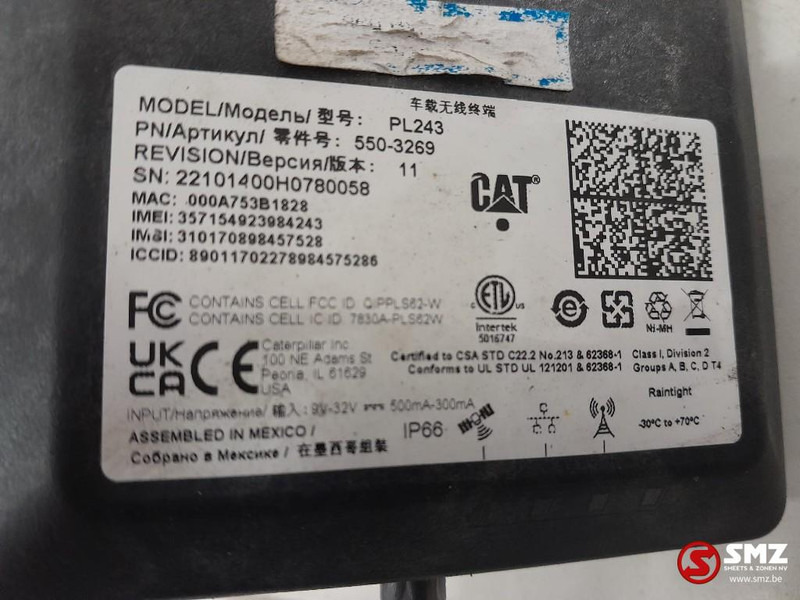 车载无线终端
MODEL/Модель/ 型号: PL243
PN/Артикул/ 零件号: 550-3269
REVISION/Версия/版本: 11
SN: 22101400H0780058
MAC: 000A753B1828
IMEI: 357154923984243
IMSI: 310170898457528
ICCID: 89011702278984575286
CAT®
FC CONTAINS CELL FCC ID QIPPLS62-W
CONTAINS CELL IC ID 7830A-PLS62W
C ETL US
Intertek
5016747
Ni-MH
UK
CA CE
Caterpillar Inc
100 NE Adams St
Peoria, IL 61629
USA
Certified to CSA STD C22.2 No.213 & 62368-1
Conforms to UL STD UL 121201 & 62368-1
Class I, Division 2
Groups A, B, C, D T4
Raintight
INPUT/Напряжение/ 输入: 9V-32V 500mA-300mA
ASSEMBLED IN MEXICO /
Собрано в Мексике / 在墨西哥组装
IP66
-30°C to +70°C
SMZ
SHEETS & ZONEN NV
www.smz.be